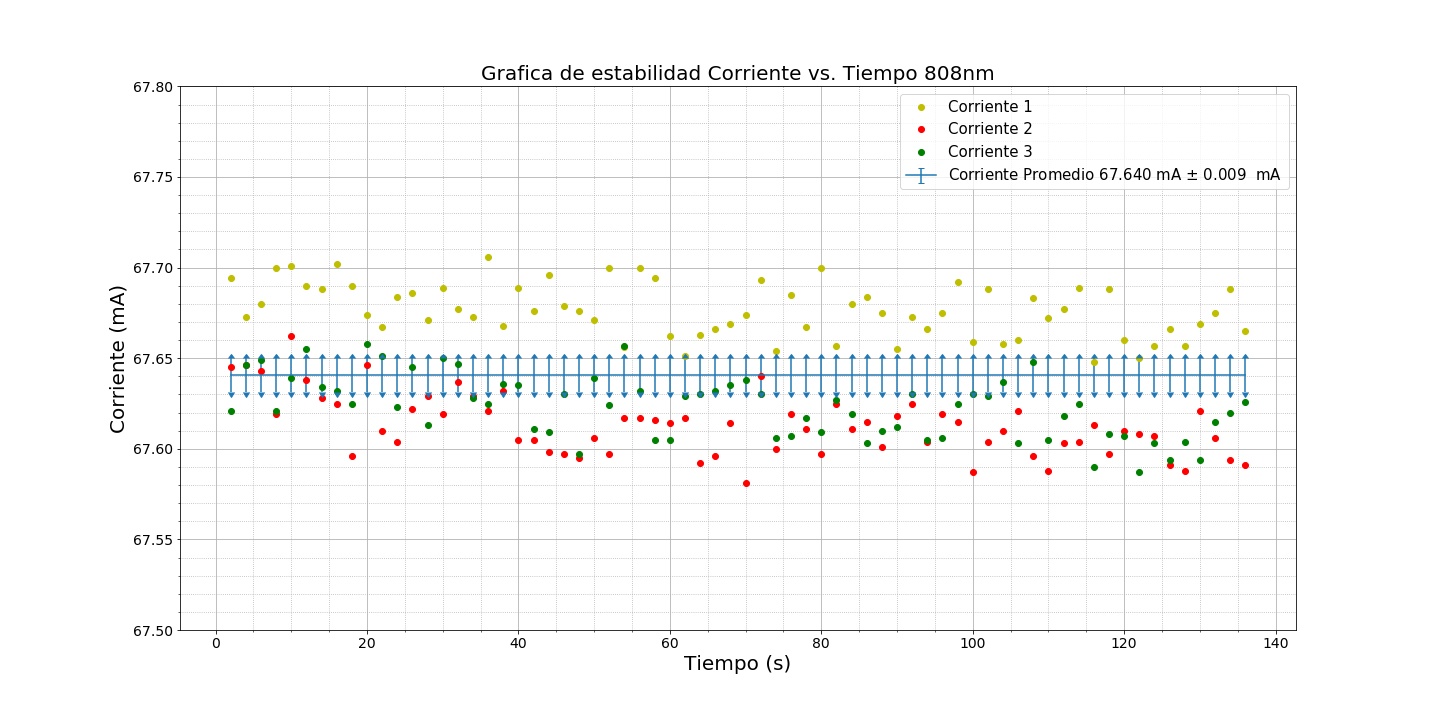 Grafica de estabilidad Corriente vs. Tiempo 808nm
67.80
67.75
67.70
67.65
67.60
67.55
67.50
Corriente (mA)
Corriente 1
Corriente 2
Corriente 3
Corriente Promedio 67.640 mA ± 0.009 mA
0 20 40 60 80 100 120 140
Tiempo (s)